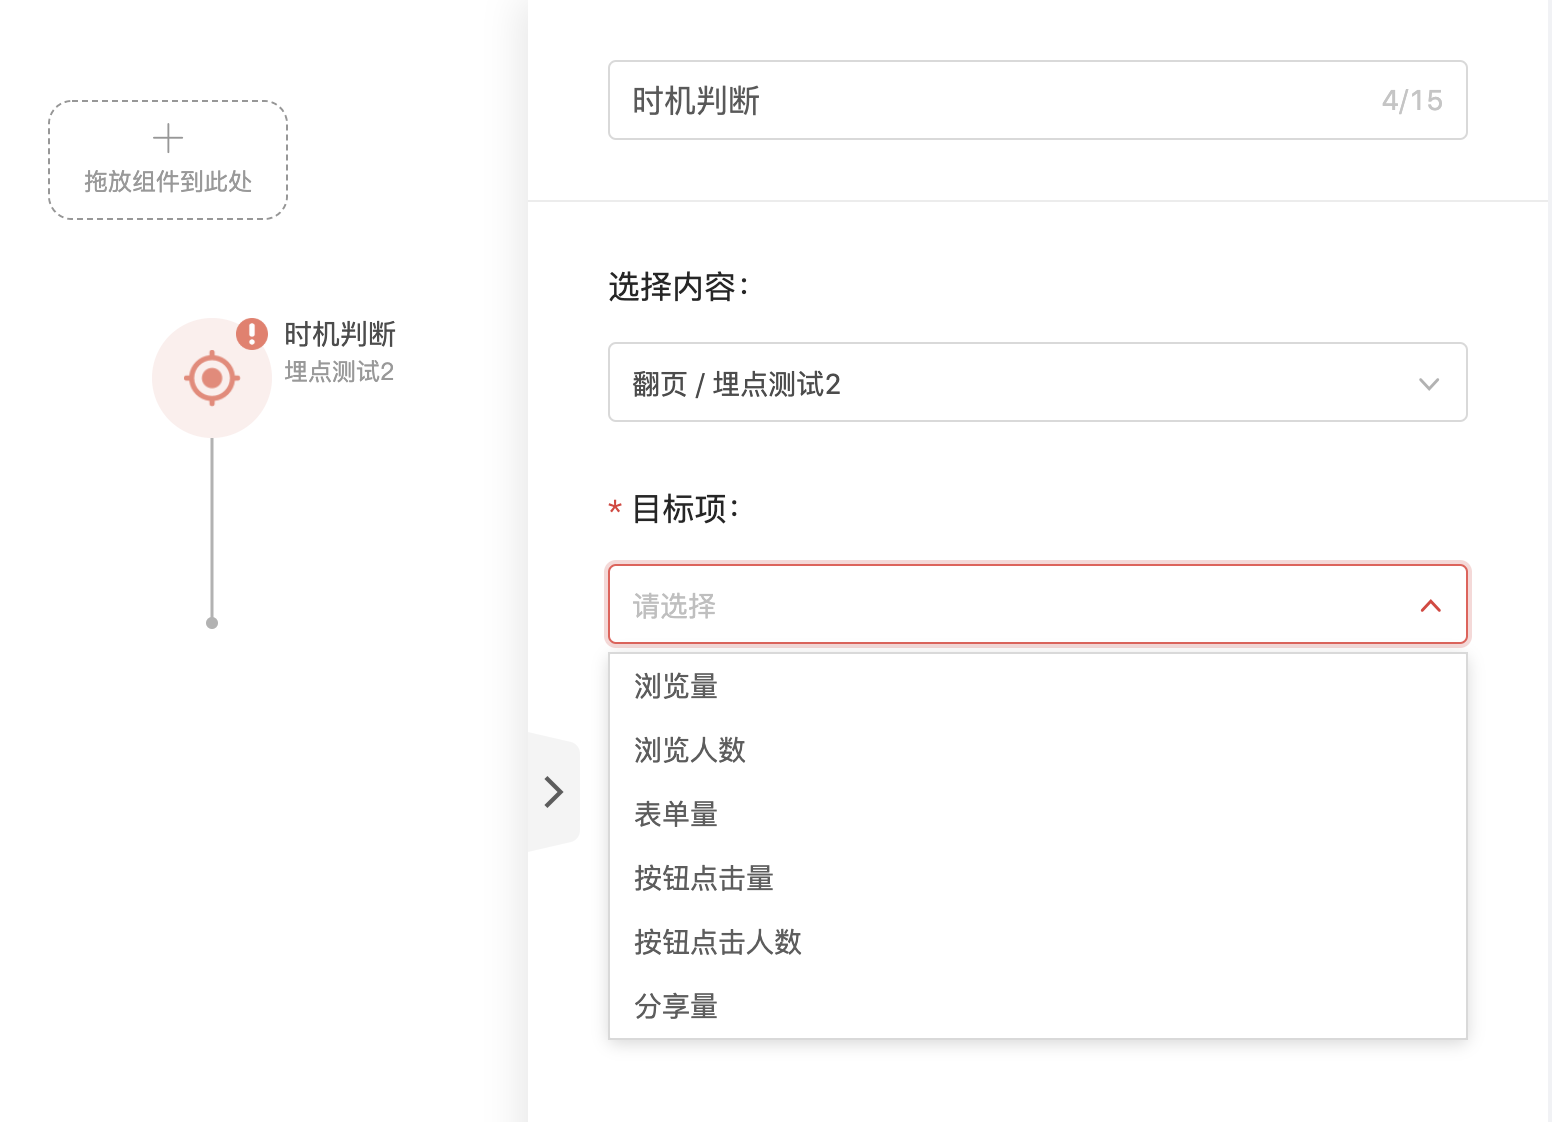 拖放组件到此处
时机判断
埋点测试2
时机判断
4/15
选择内容：
翻页 / 埋点测试2
* 目标项：
请选择
浏览量
浏览人数
表单量
按钮点击量
按钮点击人数
分享量